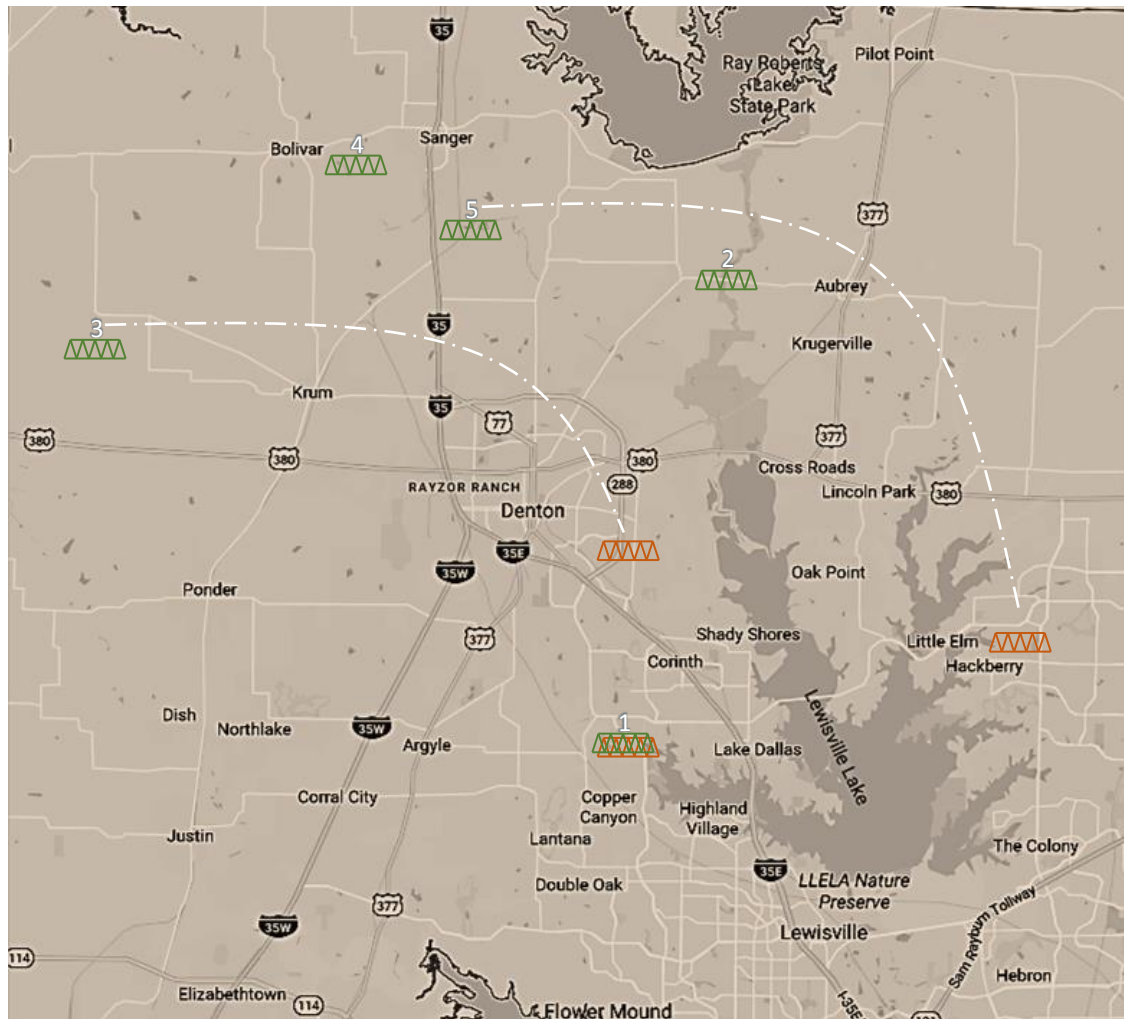 35
Pilot Point
Ray Roberts
Lake
State Park
Sanger
Bolivar
4
5
377
2
Aubrey
3
35
Krugerville
Krum
35
77
377
380
380
380
Cross Roads
288
RAYZOR RANCH
Lincoln Park
380
Denton
35E
35W
Oak Point
Ponder
377
Shady Shores
Little Elm
Corinth
Hackberry
Dish
Northlake
35W
Argyle
1
Lake Dallas
Lewisville Lake
Corral City
Copper
Canyon
Highland
Village
Justin
Lantana
The Colony
35E
Double Oak
LLELA Nature
Preserve
377
35W
Lewisville
Sam Rayburn Tollway
114
Hebron
Elizabethtown
114
I-35E
Flower Mound